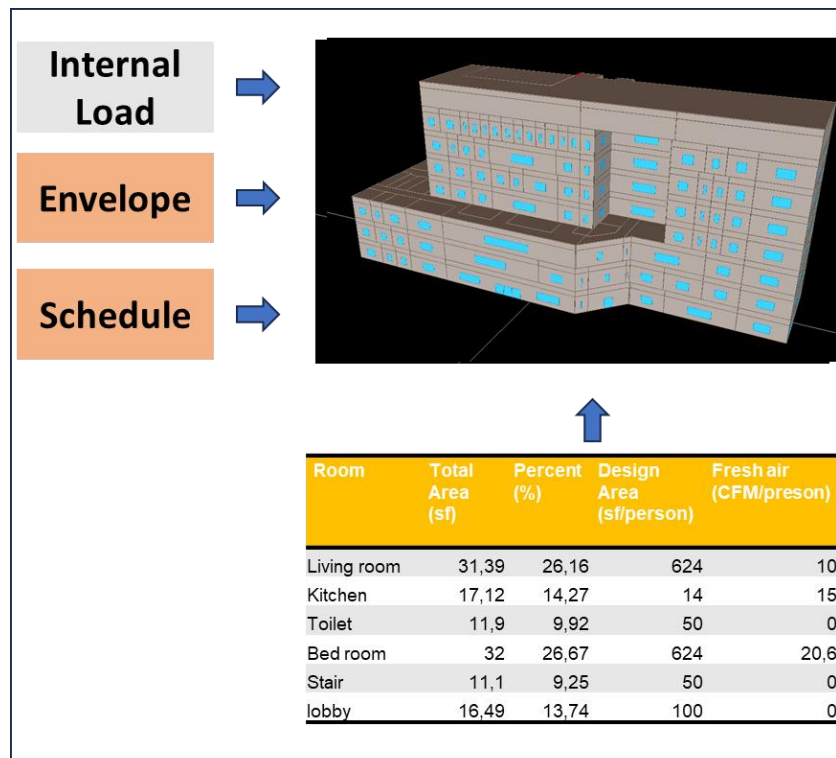 Internal
Load
Envelope
Schedule
Room Total Area (sf) Percent (%) Design Area (sf/person) Fresh air (CFM/preson)
Living room 31,39 26,16 624 10
Kitchen 17,12 14,27 14 15
Toilet 11,9 9,92 50 0
Bed room 32 26,67 624 20,6
Stair 11,1 9,25 50 0
lobby 16,49 13,74 100 0